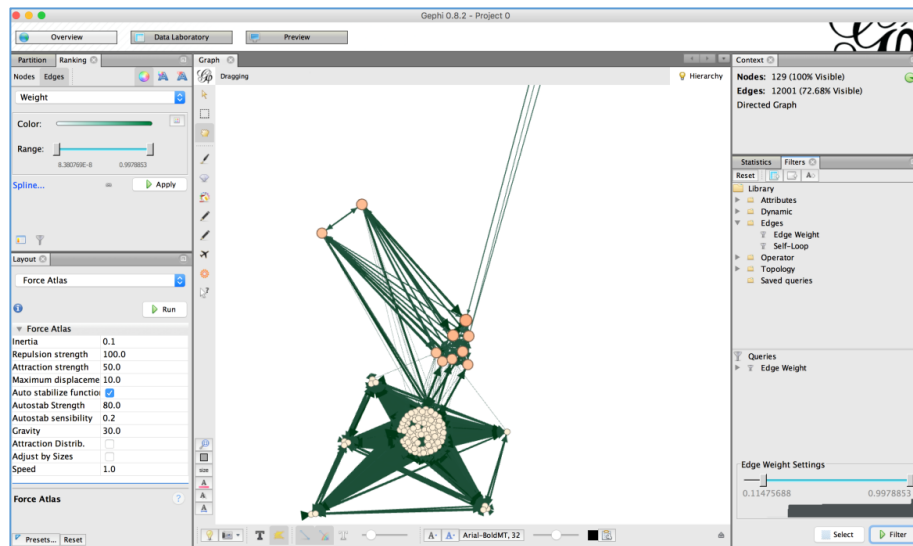 Gephi 0.8.2 - Project 0
Overview
Data Laboratory
Preview
Partition Ranking
Nodes Edges
Weight
Color:
Range:
8.380769E-8 0.9978853
Spline...
Apply
Layout
Force Atlas
Run
Force Atlas
Inertia 0.1
Repulsion strength 100.0
Attraction strength 50.0
Maximum displaceme 10.0
Auto stabilize functio
Autostab Strength 80.0
Autostab sensibility 0.2
Gravity 30.0
Attraction Distrib.
Adjust by Sizes
Speed 1.0
Force Atlas
Presets... Reset
Graph
Dragging
Hierarchy
size
Arial-BoldMT, 32
Context
Nodes: 129 (100% Visible)
Edges: 12001 (72.68% Visible)
Directed Graph
Statistics Filters
Reset
Library
Attributes
Dynamic
Edges
Edge Weight
Self-Loop
Operator
Topology
Saved queries
Queries
Edge Weight
Edge Weight Settings
0.11475688 0.9978853
Select
Filter